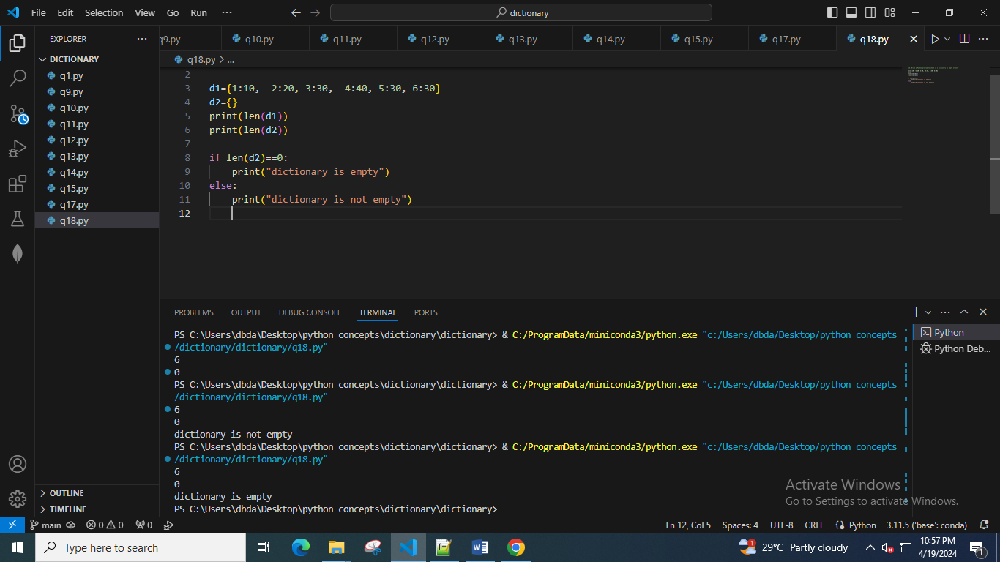 File Edit Selection View Go Run ··· dictionary
EXPLORER ···
q9.py q10.py q11.py q12.py q13.py q14.py q15.py q17.py q18.py
DICTIONARY
q18.py > ...
q1.py
q9.py
q10.py
q11.py
q12.py
q13.py
q14.py
q15.py
q17.py
q18.py
2
3 d1={1:10, -2:20, 3:30, -4:40, 5:30, 6:30}
4 d2={}
5 print(len(d1))
6 print(len(d2))
7
8 if len(d2)==0:
9 print("dictionary is empty")
10 else:
11 print("dictionary is not empty")
12
PROBLEMS OUTPUT DEBUG CONSOLE TERMINAL PORTS
PS C:\Users\dbda\Desktop\python concepts\dictionary\dictionary> & C:/ProgramData/miniconda3/python.exe "c:/Users/dbda/Desktop/python concepts
/dictionary/dictionary/q18.py"
6
0
PS C:\Users\dbda\Desktop\python concepts\dictionary\dictionary> & C:/ProgramData/miniconda3/python.exe "c:/Users/dbda/Desktop/python concepts
/dictionary/dictionary/q18.py"
6
0
dictionary is not empty
PS C:\Users\dbda\Desktop\python concepts\dictionary\dictionary> & C:/ProgramData/miniconda3/python.exe "c:/Users/dbda/Desktop/python concepts
/dictionary/dictionary/q18.py"
6
0
dictionary is empty
PS C:\Users\dbda\Desktop\python concepts\dictionary\dictionary>
Python
Python Deb...
OUTLINE
TIMELINE
Activate Windows
Go to Settings to activate Windows.
main 0 0 0 Ln 12, Col 5 Spaces: 4 UTF-8 CRLF Python 3.11.5 ('base': conda)
Type here to search 1 29°C Partly cloudy 10:57 PM
4/19/2024 1